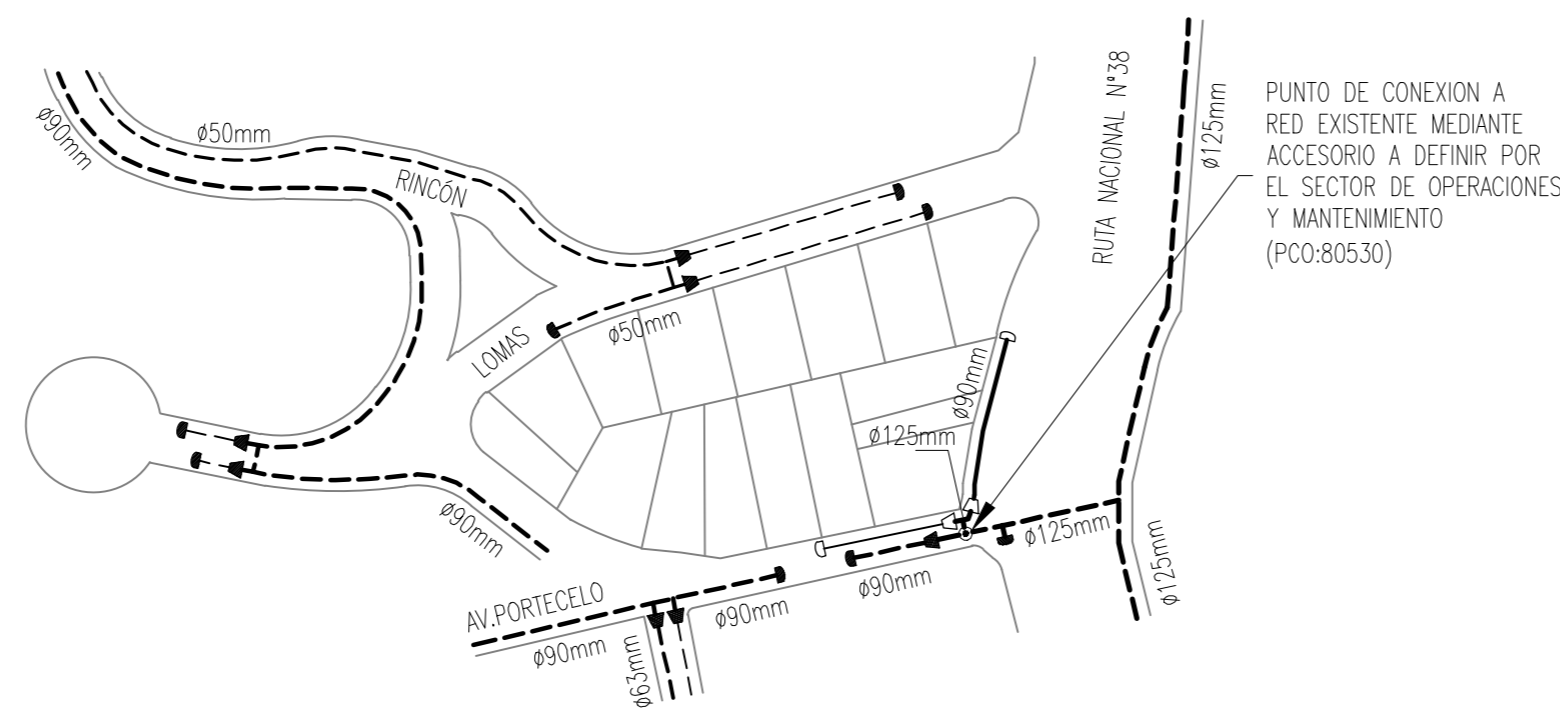 ø90mm
ø50mm
RINCÓN
RUTA NACIONAL N°38
ø125mm
PUNTO DE CONEXION A
RED EXISTENTE MEDIANTE
ACCESORIO A DEFINIR POR
EL SECTOR DE OPERACIONES
Y MANTENIMIENTO
(PCO:80530)
LOMAS
ø50mm
ø90mm
ø125mm
ø90mm
ø125mm
ø125mm
ø90mm
AV.PORTECELO
ø90mm
ø90mm
ø63mm